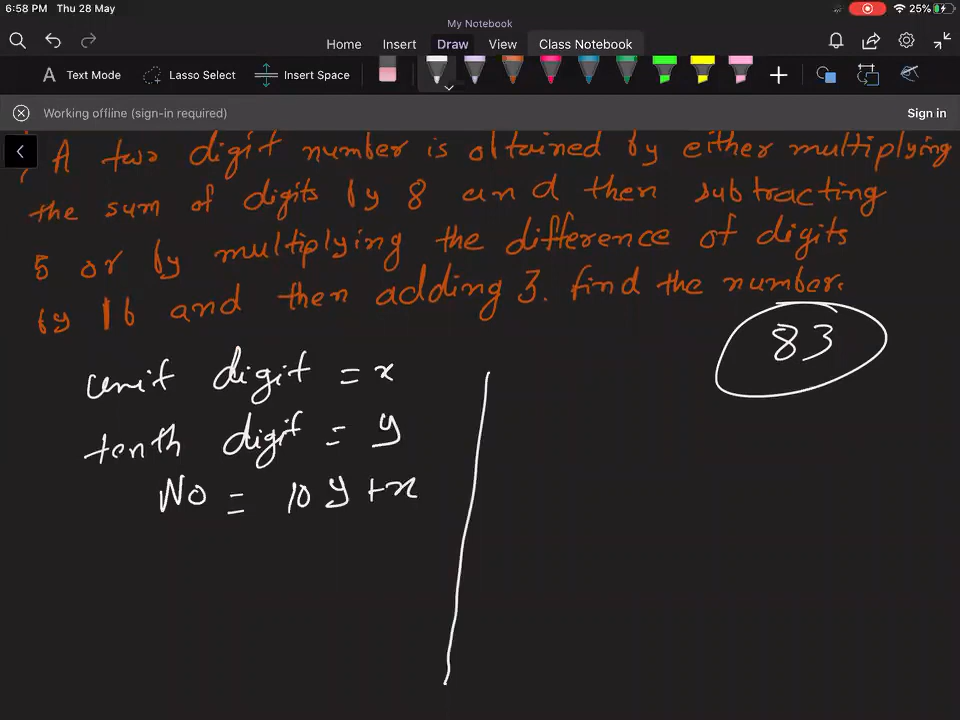 6:58 PM Thu 28 May
25%
My Notebook
Home Insert Draw View Class Notebook
Text Mode Lasso Select Insert Space
Working offline (sign-in required) Sign in
A two digit number is obtained by either multiplying
the sum of digits by 8 and then subtracting
5 or by multiplying the difference of digits
by 16 and then adding 3. find the number.
83
unit digit = x
tenth digit = y
No = 10y+x